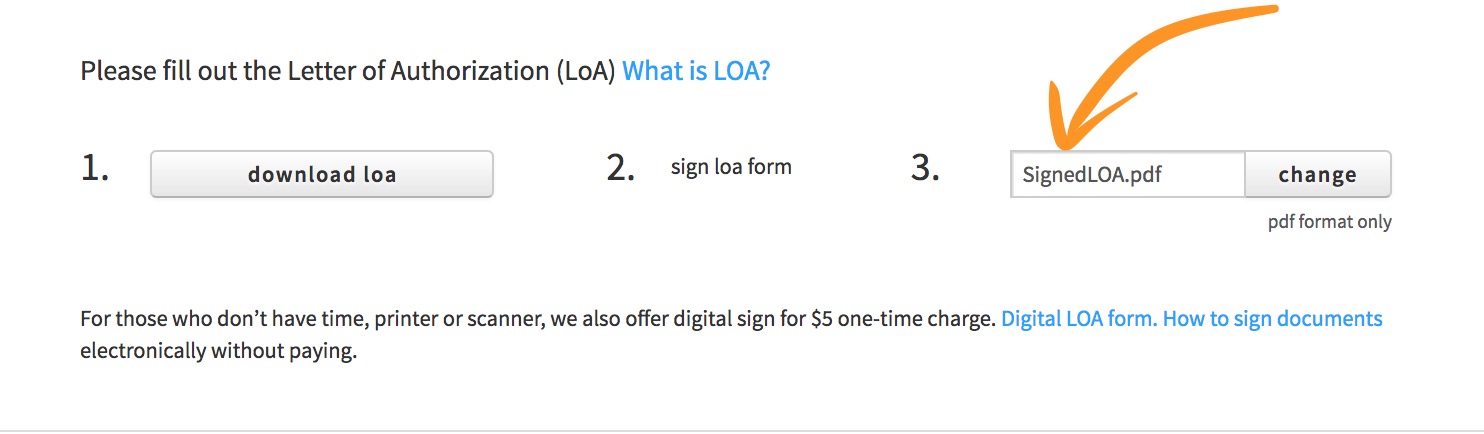 Please fill out the Letter of Authorization (LoA) What is LOA?
1.
download loa
2.
sign loa form
3.
SignedLOA.pdf
change
pdf format only
For those who don’t have time, printer or scanner, we also offer digital sign for $5 one-time charge. Digital LOA form. How to sign documents
electronically without paying.